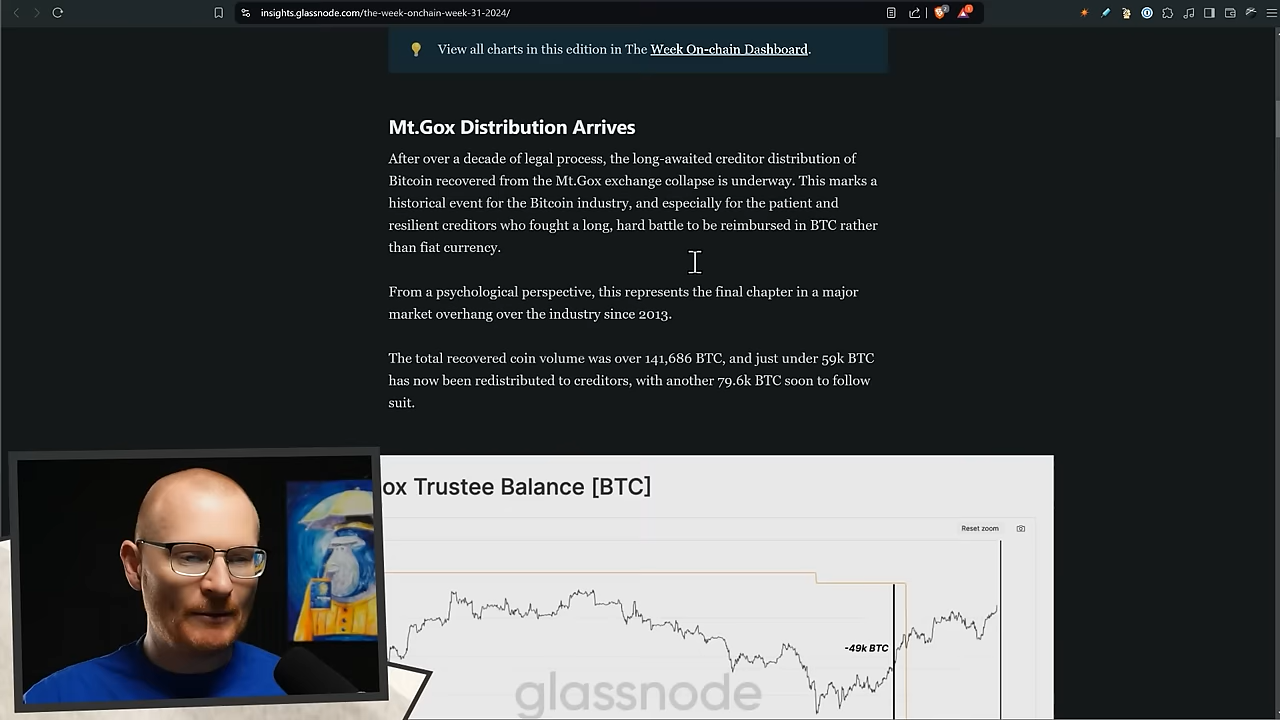 insights.glassnode.com/the-week-onchain-week-31-2024/
View all charts in this edition in The Week On-chain Dashboard.
Mt.Gox Distribution Arrives
After over a decade of legal process, the long-awaited creditor distribution of
Bitcoin recovered from the Mt.Gox exchange collapse is underway. This marks a
historical event for the Bitcoin industry, and especially for the patient and
resilient creditors who fought a long, hard battle to be reimbursed in BTC rather
than fiat currency.
From a psychological perspective, this represents the final chapter in a major
market overhang over the industry since 2013.
The total recovered coin volume was over 141,686 BTC, and just under 59k BTC
has now been redistributed to creditors, with another 79.6k BTC soon to follow
suit.
ox Trustee Balance [BTC]
Reset zoom
-49k BTC
glassnode